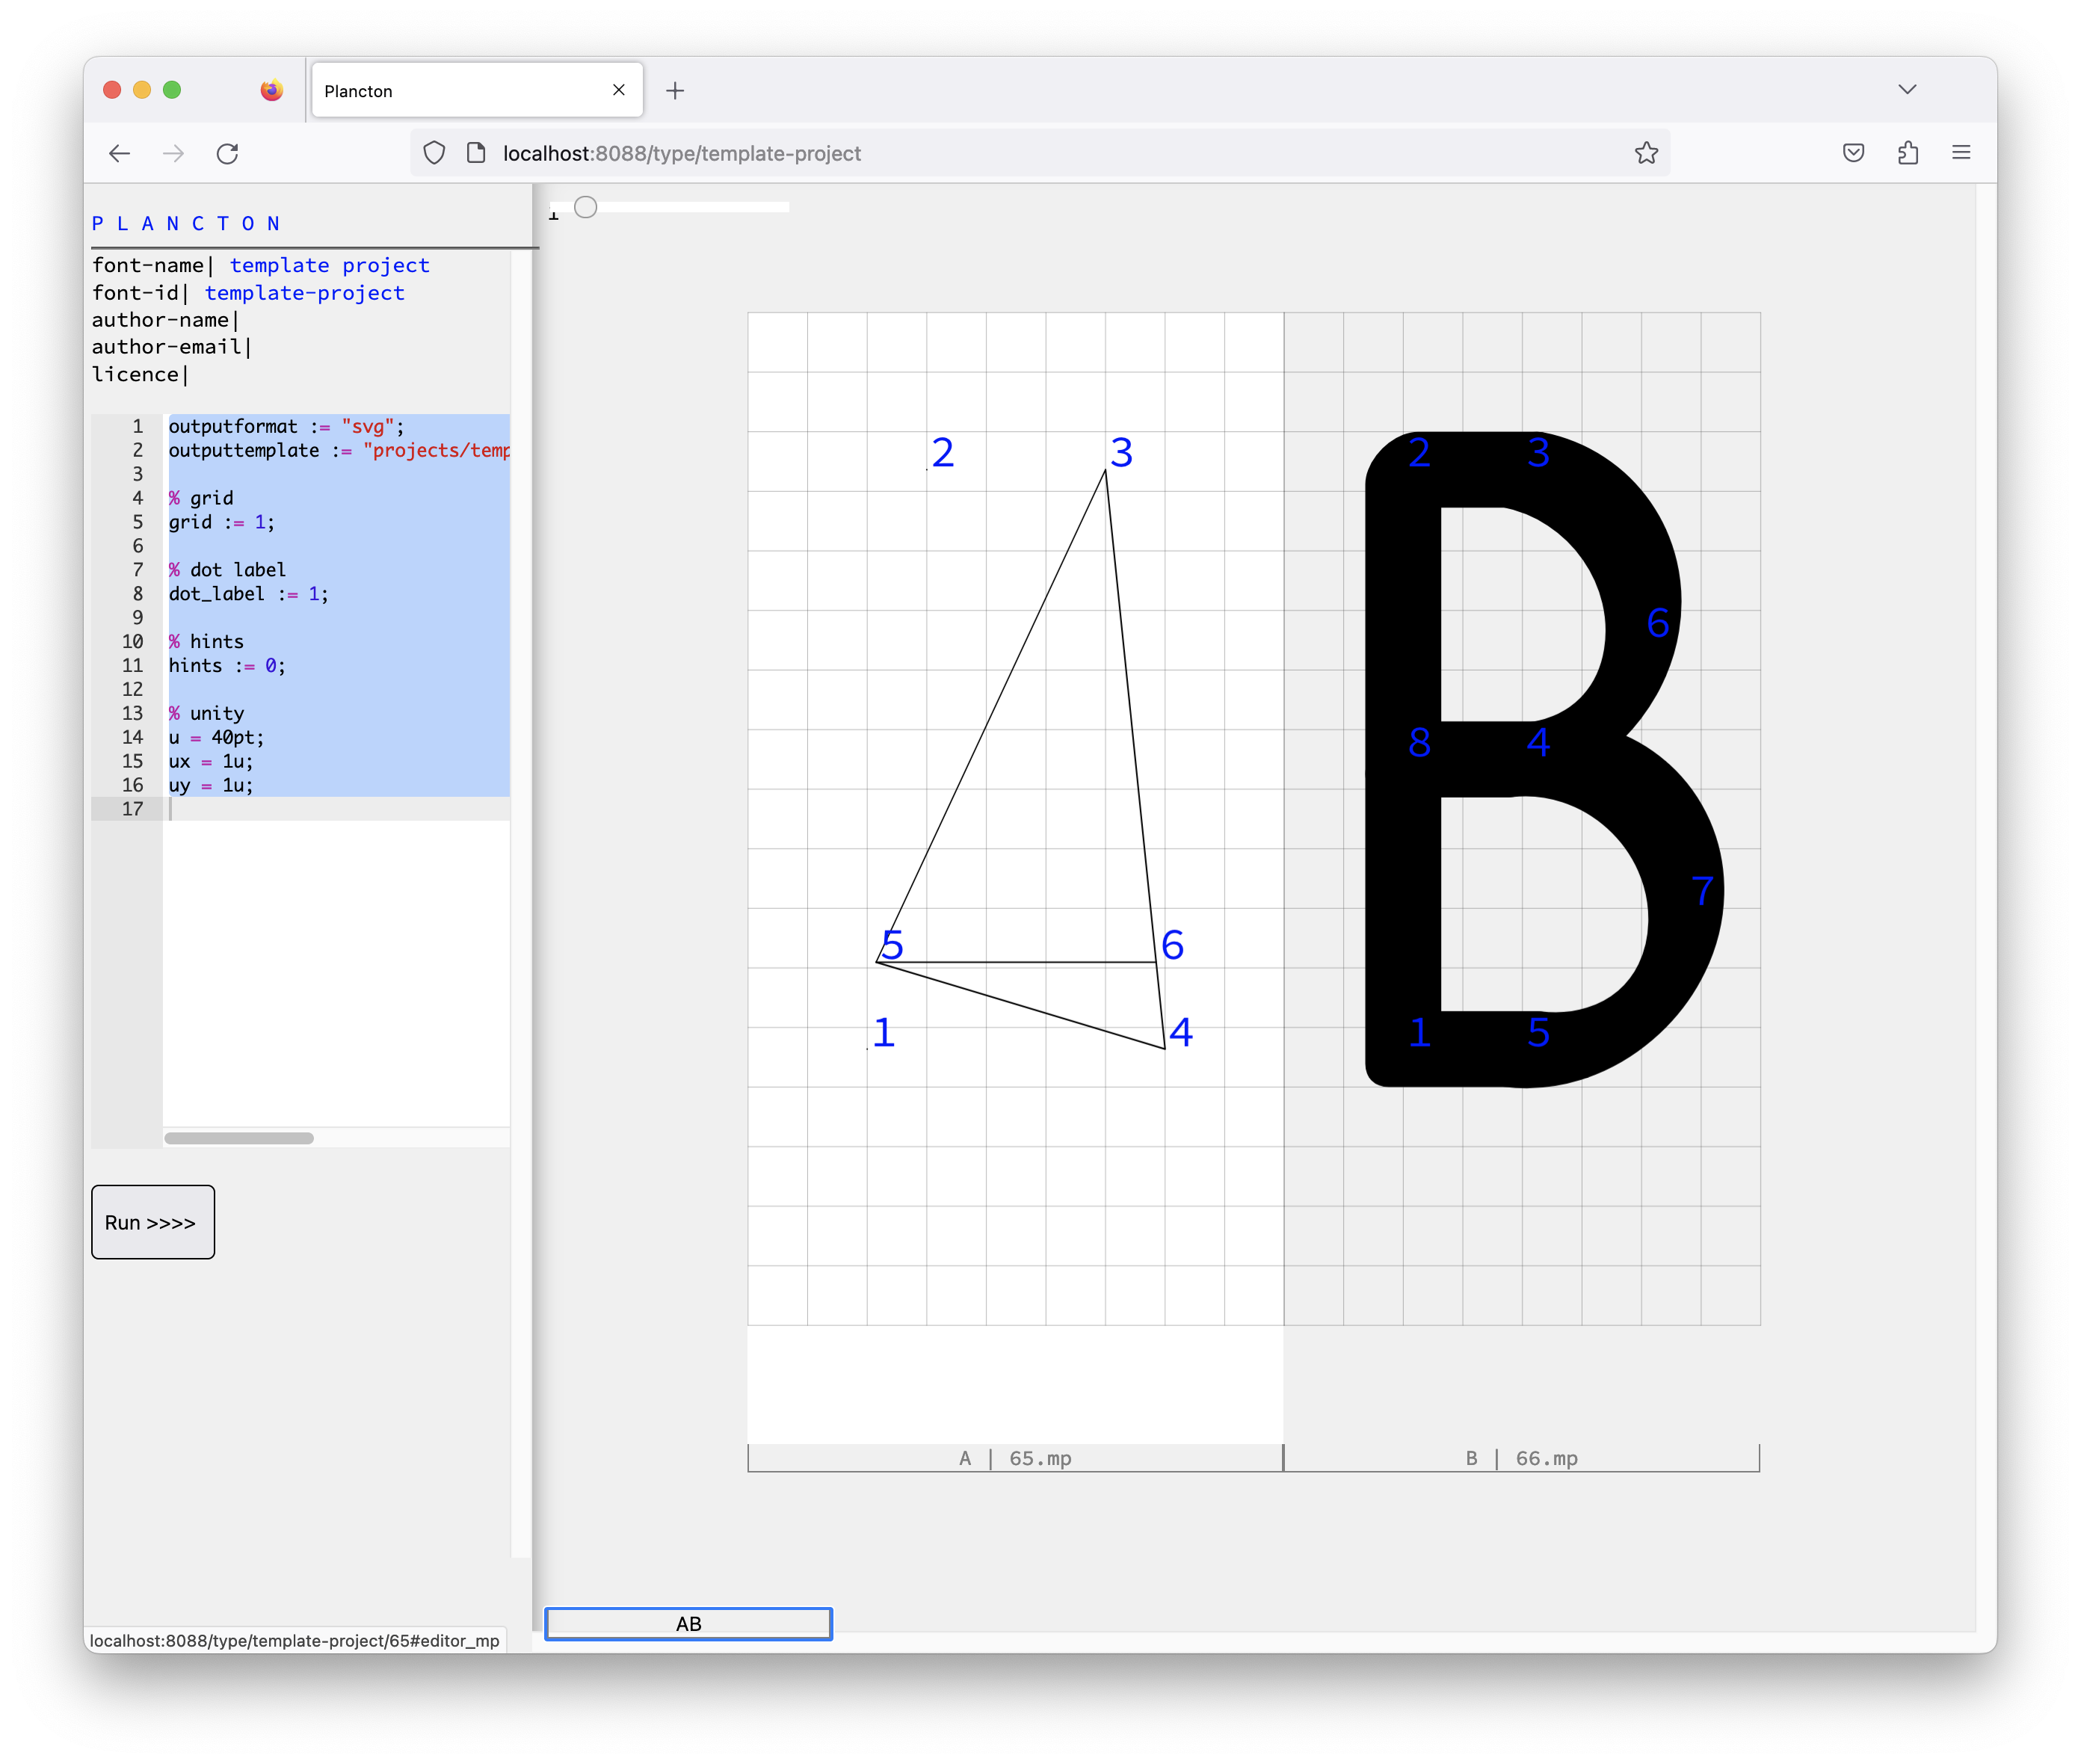 Plancton
localhost:8088/type/template-project
PLANCTON
font-name| template project
font-id| template-project
author-name|
author-email|
licence|
1 outputformat := "svg";
2 outputtemplate := "projects/temp
3
4 % grid
5 grid := 1;
6
7 % dot label
8 dot_label := 1;
9
10 % hints
11 hints := 0;
12
13 % unity
14 u = 40pt;
15 ux = 1u;
16 uy = 1u;
17
Run >>>>
1
2 3
5 6
1 4
2 3
6
8 4
7
1 5
A | 65.mp
B | 66.mp
AB
localhost:8088/type/template-project/65#editor_mp